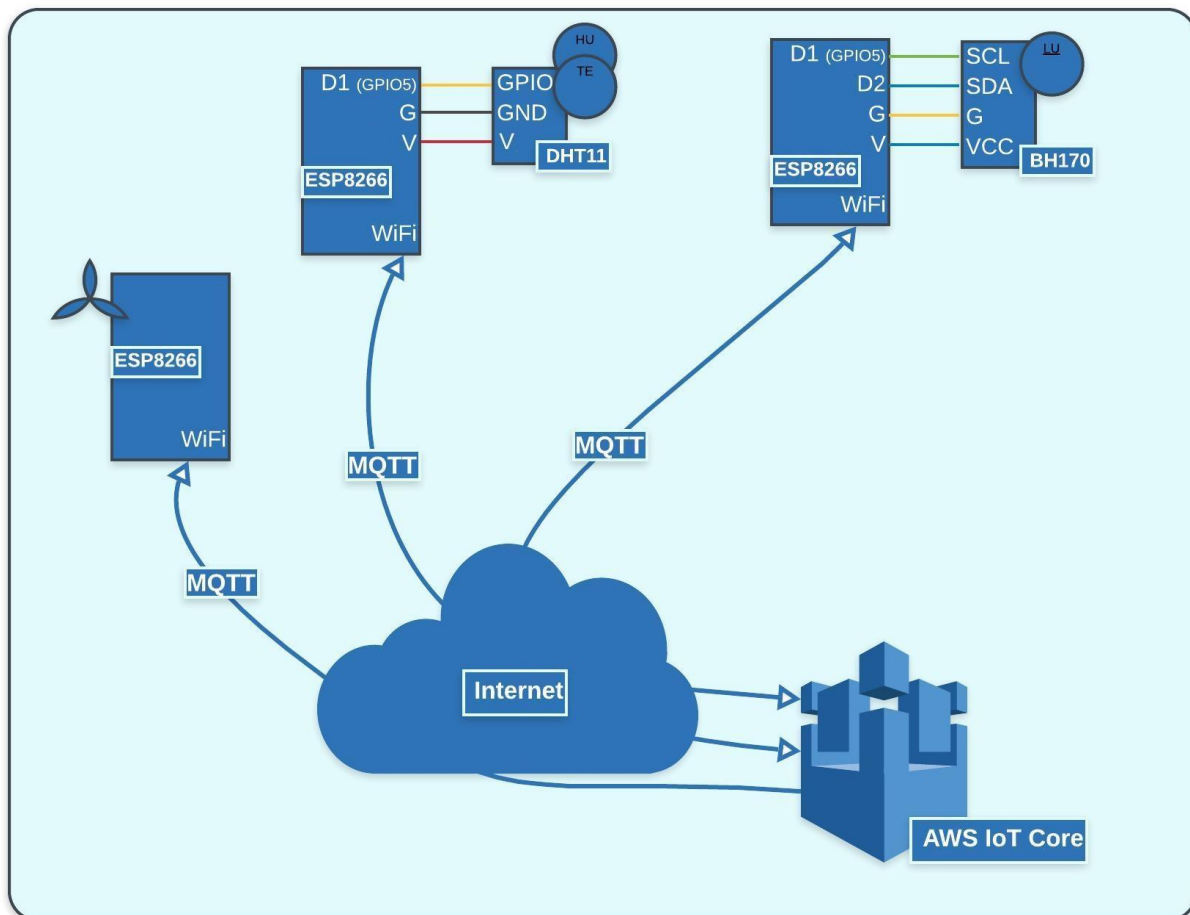 HU
TE
D1 (GPIO5)
G
V
ESP8266
WiFi
GPIO
GND
V
DHT11
LU
D1 (GPIO5)
D2
G
V
ESP8266
WiFi
SCL
SDA
G
VCC
BH170
ESP8266
WiFi
MQTT
MQTT
MQTT
Internet
AWS IoT Core